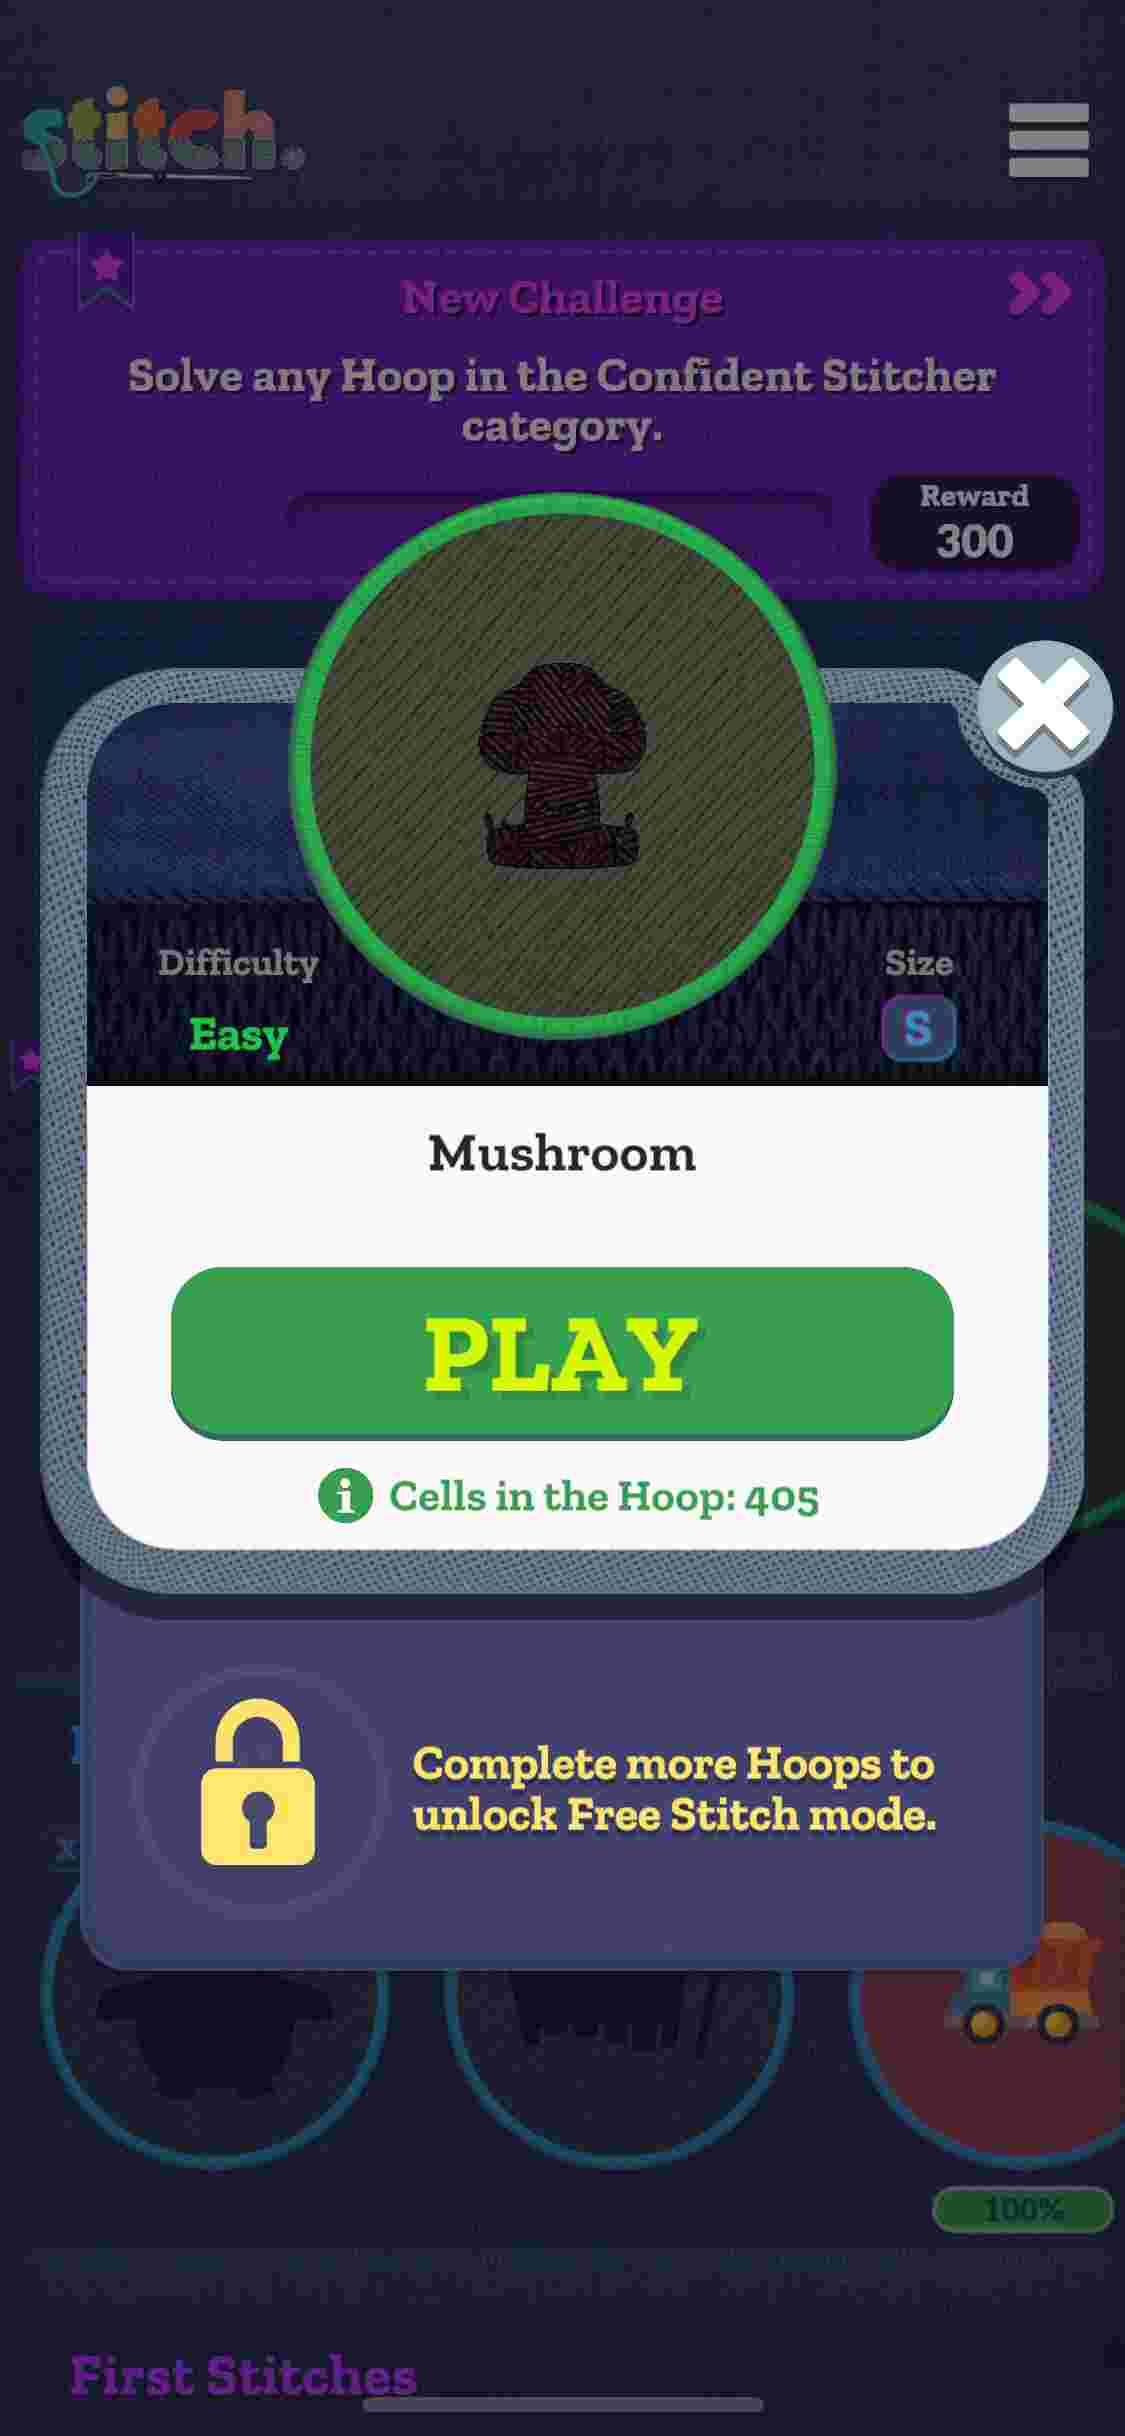 stitch.
New Challenge
Solve any Hoop in the Confident Stitcher
category.
Reward
300
Difficulty
Easy
Size
S
Mushroom
PLAY
i Cells in the Hoop: 405
Complete more Hoops to
unlock Free Stitch mode.
100%
First Stitches